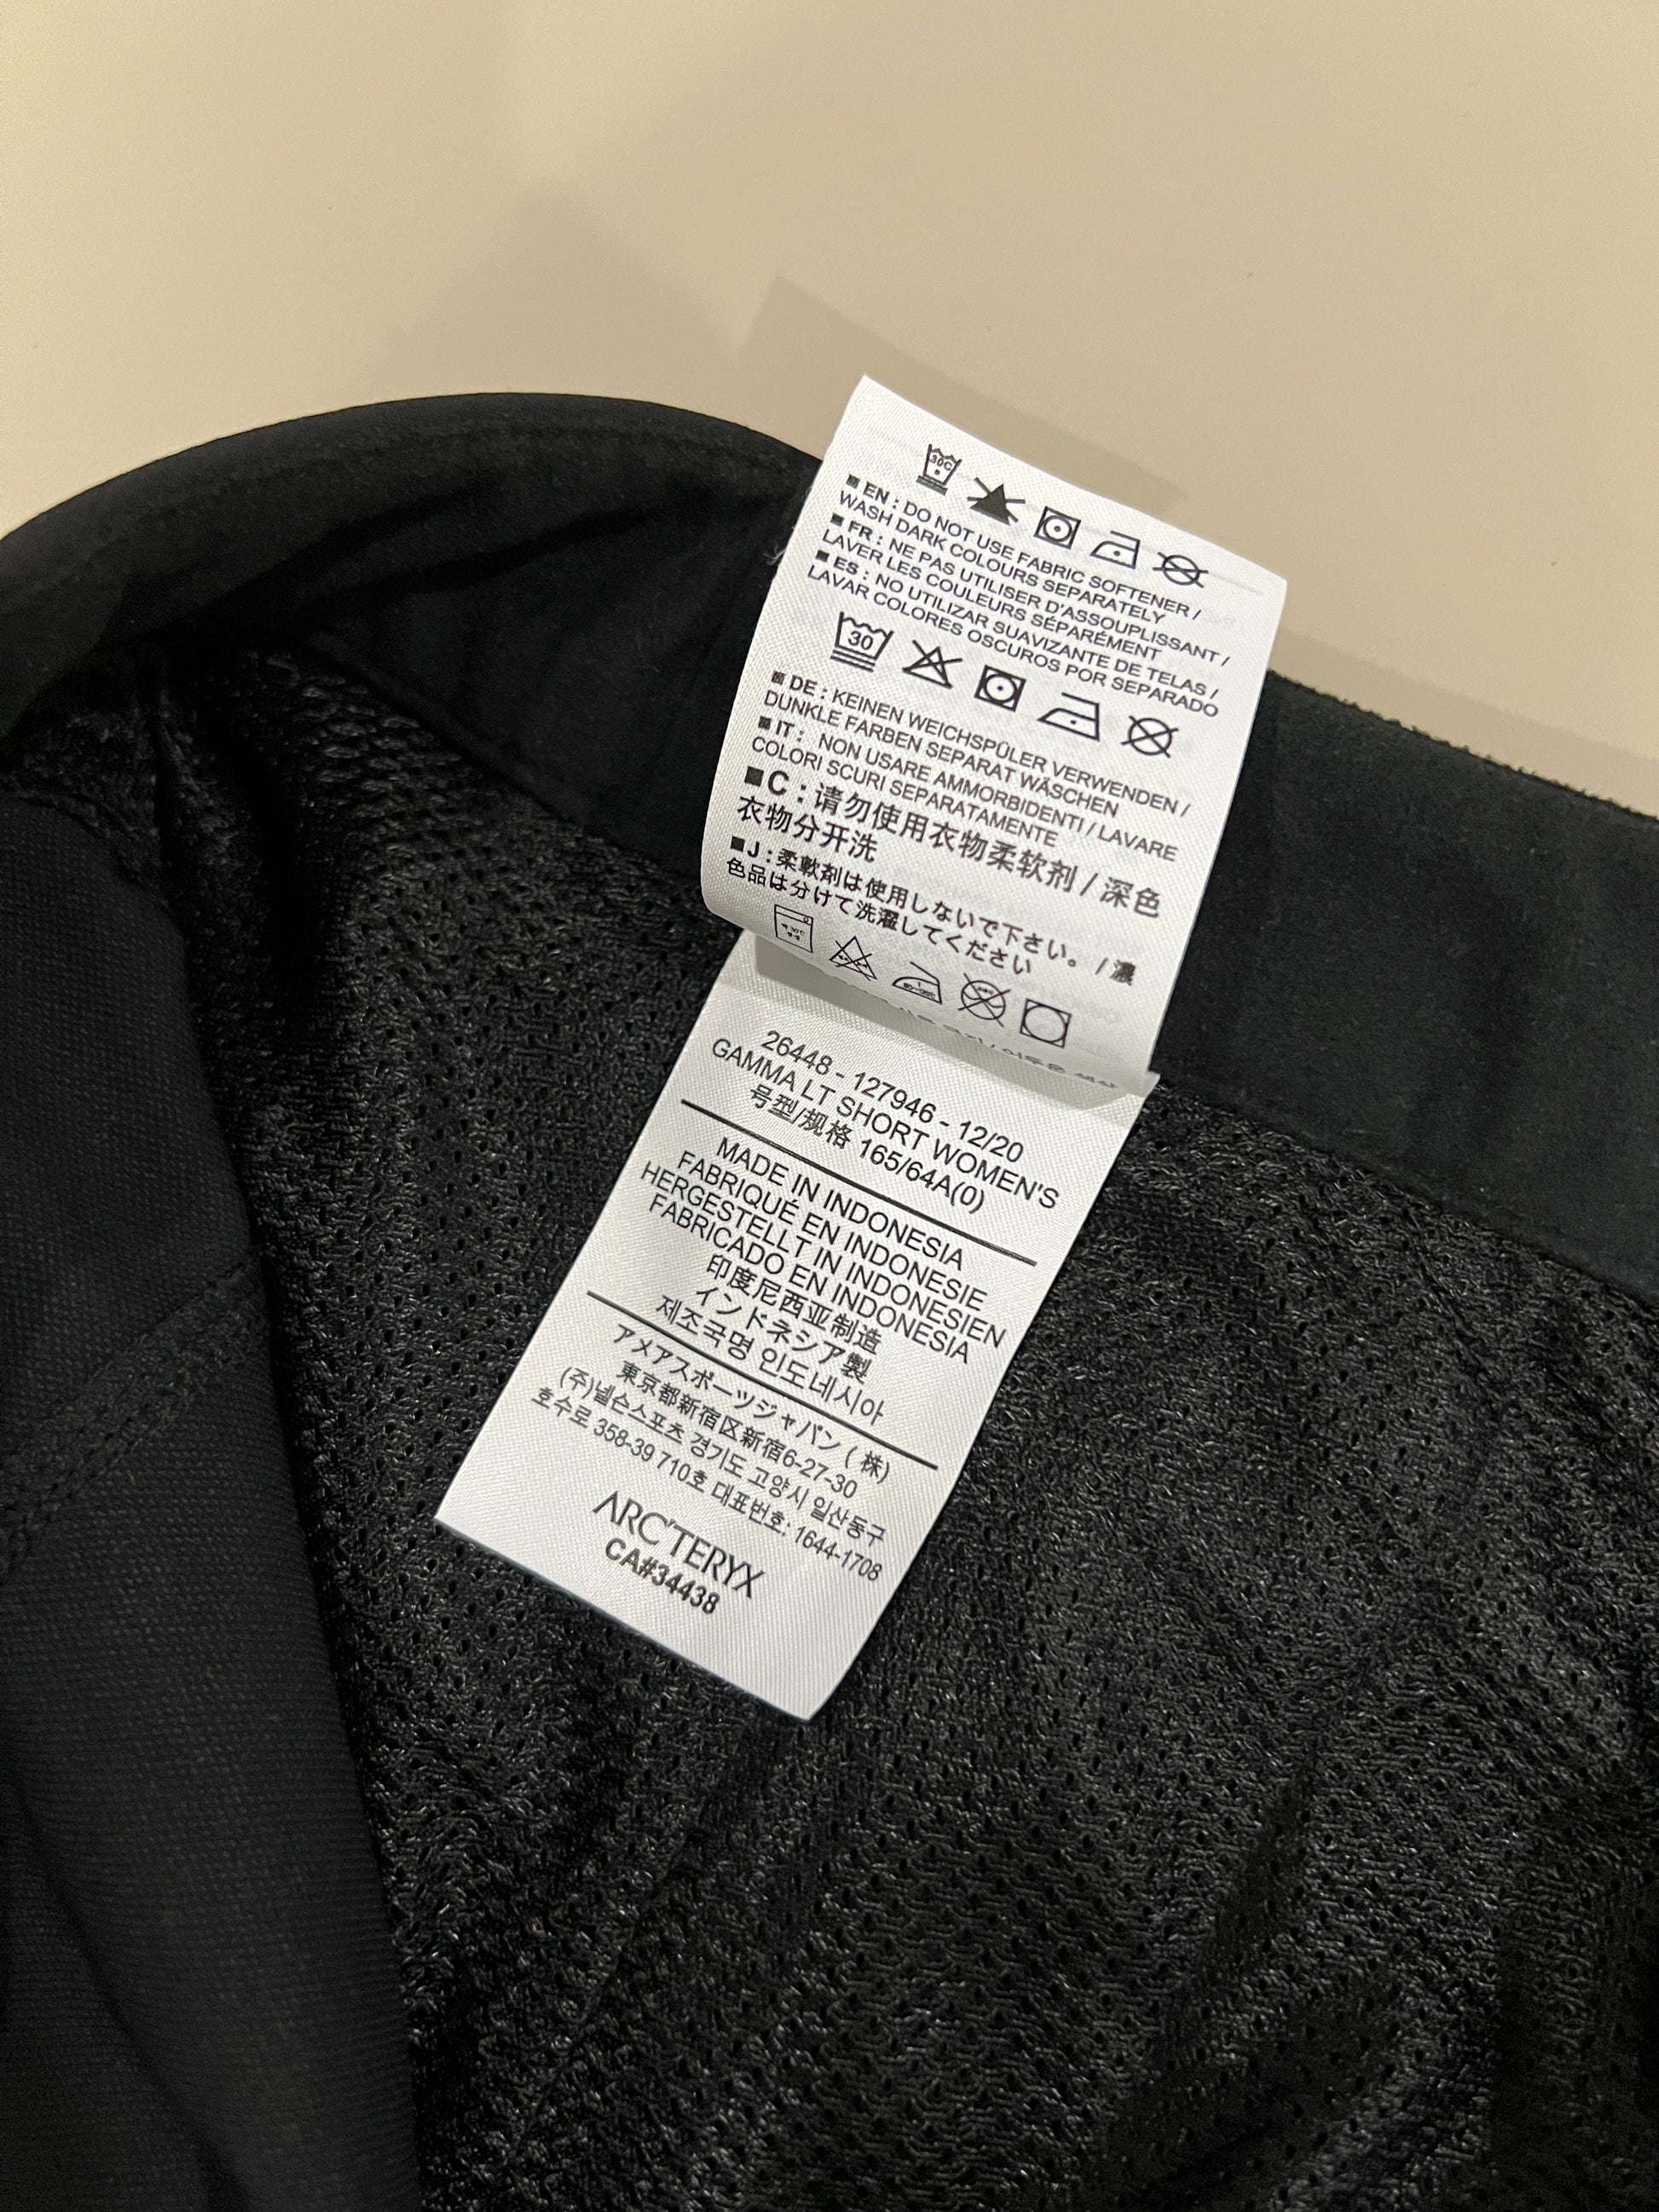 30C
■ EN : DO NOT USE FABRIC SOFTENER /
WASH DARK COLOURS SEPARATELY
■ FR : NE PAS UTILISER D'ASSOUPLISSANT /
LAVER LES COULEURS SÉPARÉMENT
■ ES : NO UTILIZAR SUAVIZANTE DE TELAS /
LAVAR COLORES OSCUROS POR SEPARADO
30
■ DE : KEINEN WEICHSPÜLER VERWENDEN /
DUNKLE FARBEN SEPARAT WÄSCHEN
■ IT : NON USARE AMMORBIDENTI / LAVARE
COLORI SCURI SEPARATAMENTE
■ C : 请勿使用衣物柔软剂 / 深色
衣物分开洗
■ J : 柔軟剤は使用しないで下さい。 / 濃
色品は分けて洗濯してください
26448 - 127946 - 12/20
GAMMA LT SHORT WOMEN'S
号型/规格 165/64A(0)
MADE IN INDONESIA
FABRIQUÉ EN INDONESIE
HERGESTELLT IN INDONESIEN
FABRICADO EN INDONESIA
印度尼西亚制造
インドネシア製
제조국명 인도네시아
アメアスポーツジャパン ( 株)
東京都新宿区新宿6-27-30
(주)넬슨스포츠 경기도 고양시 일산동구
호수로 358-39 710호 대표번호: 1644-1708
ARC'TERYX
CA#34438